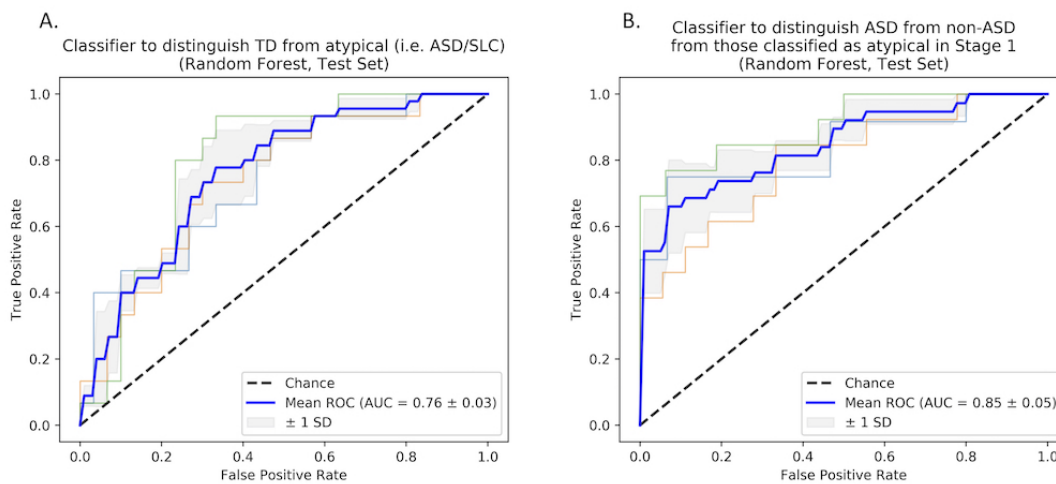 A.
Classifier to distinguish TD from atypical (i.e. ASD/SLC)
(Random Forest, Test Set)
1.0
0.8
0.6
0.4
0.2
0.0
True Positive Rate
Chance
Mean ROC (AUC = 0.76 ± 0.03)
± 1 SD
0.0 0.2 0.4 0.6 0.8 1.0
False Positive Rate
B.
Classifier to distinguish ASD from non-ASD
from those classified as atypical in Stage 1
(Random Forest, Test Set)
1.0
0.8
0.6
0.4
0.2
0.0
True Positive Rate
Chance
Mean ROC (AUC = 0.85 ± 0.05)
± 1 SD
0.0 0.2 0.4 0.6 0.8 1.0
False Positive Rate